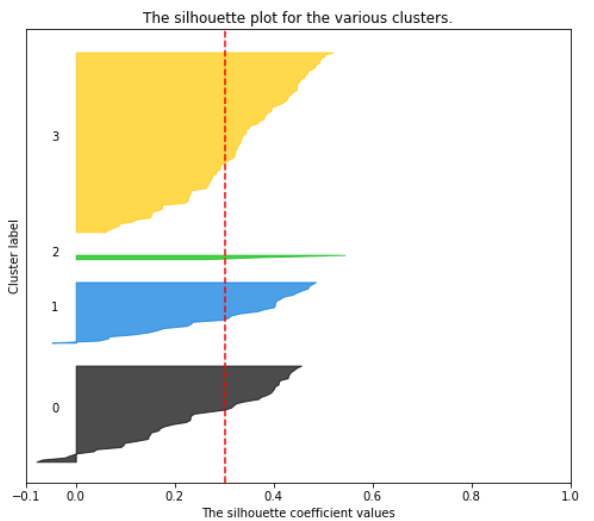 The silhouette plot for the various clusters.
3
2
1
0
Cluster label
−0.1 0.0 0.2 0.4 0.6 0.8 1.0
The silhouette coefficient values